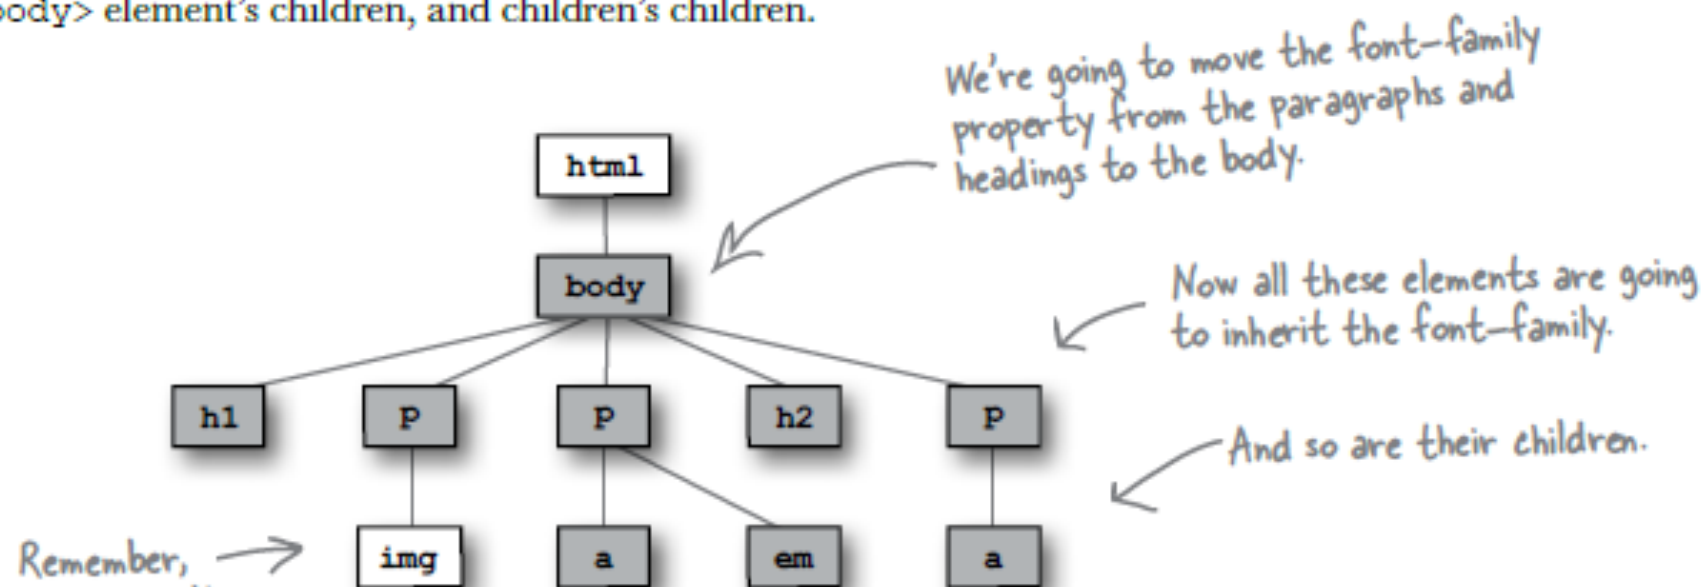 body> element's children, and children's children.
We're going to move the font-family
property from the paragraphs and
headings to the body.
html
body
Now all these elements are going
to inherit the font-family.
h1 p p h2 p
And so are their children.
Remember,
img a em a